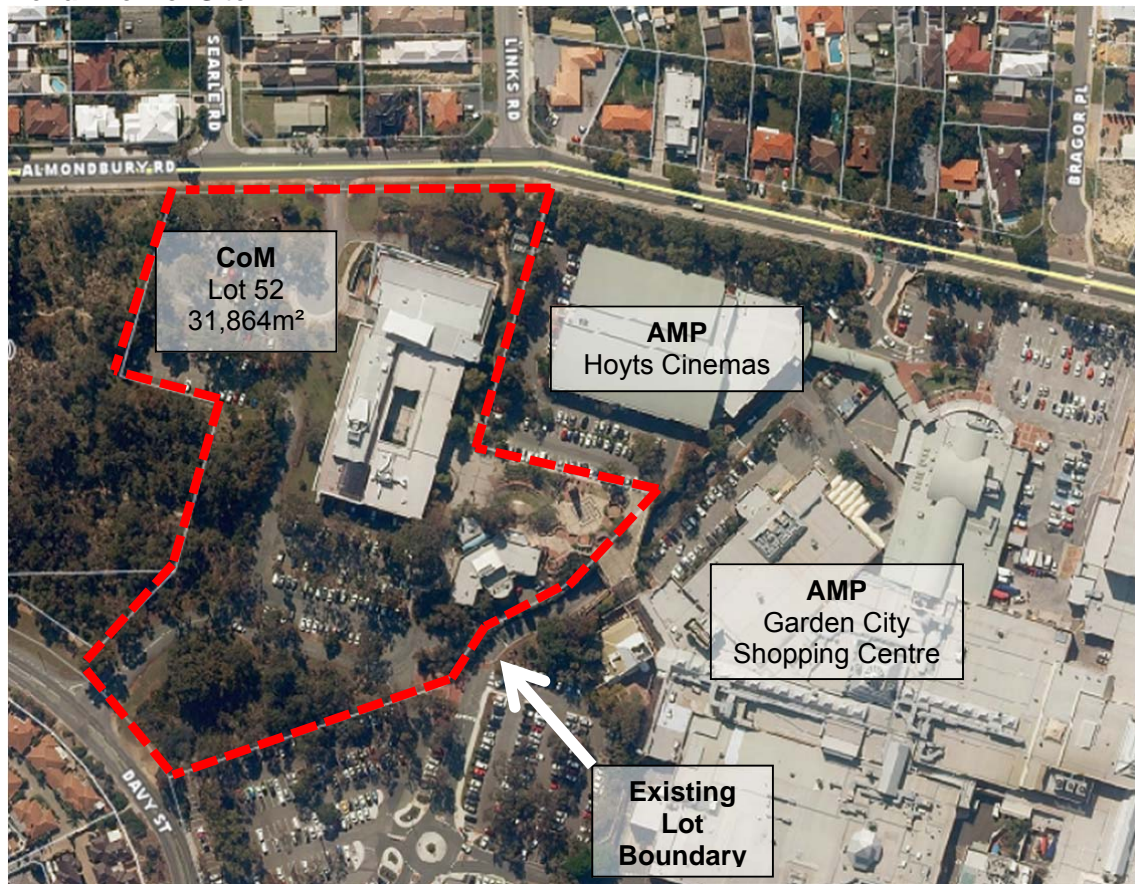 SEARLE RD
LINKS RD
BRAGOR PL
ALMONDBURY RD
CoM
Lot 52
31,864m²
AMP
Hoyts Cinemas
AMP
Garden City
Shopping Centre
Existing
Lot
Boundary
DAVY ST